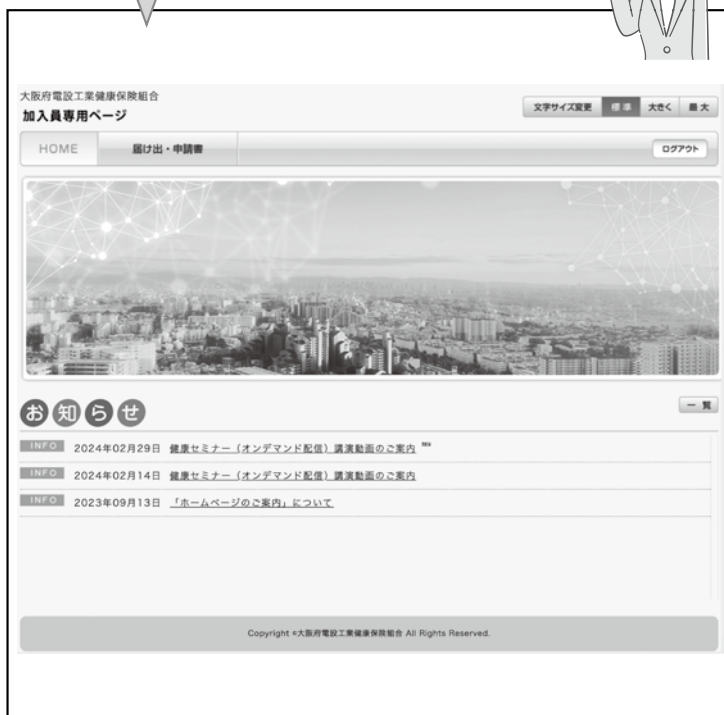 大阪府電設工業健康保険組合
加入員専用ページ
文字サイズ変更 標準 大きく 最大
HOME 届け出・申請書 ログアウト
お知らせ 一覧
INFO 2024年02月29日 健康セミナー（オンデマンド配信）講演動画のご案内 New
INFO 2024年02月14日 健康セミナー（オンデマンド配信）講演動画のご案内
INFO 2023年09月13日 「ホームページのご案内」について
Copyright ©大阪府電設工業健康保険組合 All Rights Reserved.